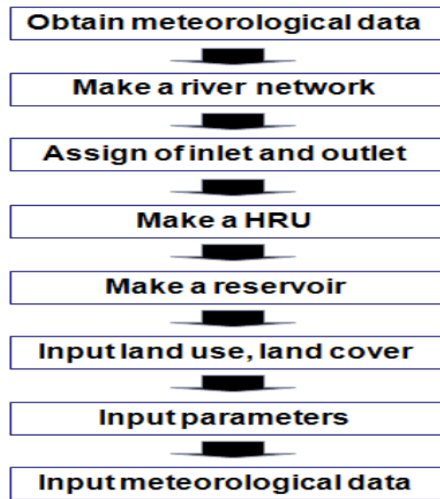 Obtain meteorological data
Make a river network
Assign of inlet and outlet
Make a HRU
Make a reservoir
Input land use, land cover
Input parameters
Input meteorological data